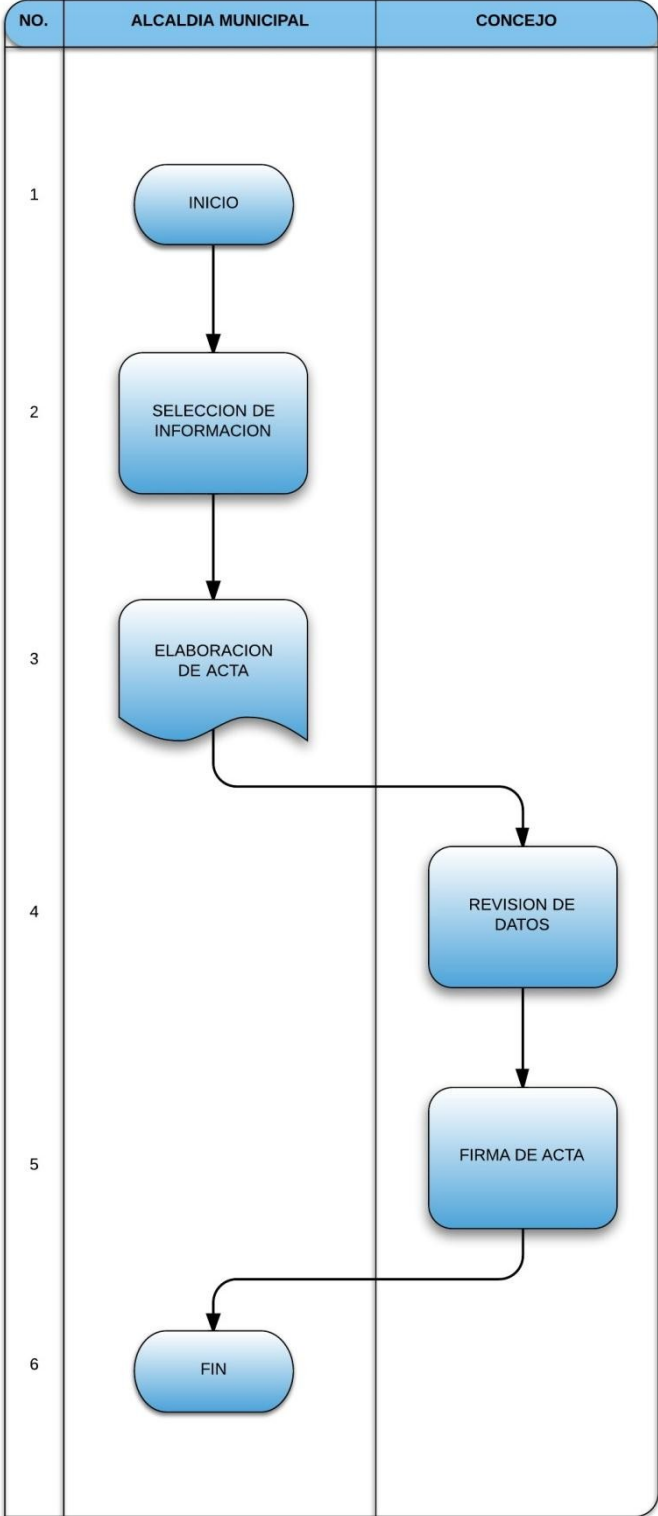 NO. ALCALDIA MUNICIPAL CONCEJO
1
INICIO
2
SELECCION DE
INFORMACION
3
ELABORACION
DE ACTA
4
REVISION DE
DATOS
5
FIRMA DE ACTA
6
FIN